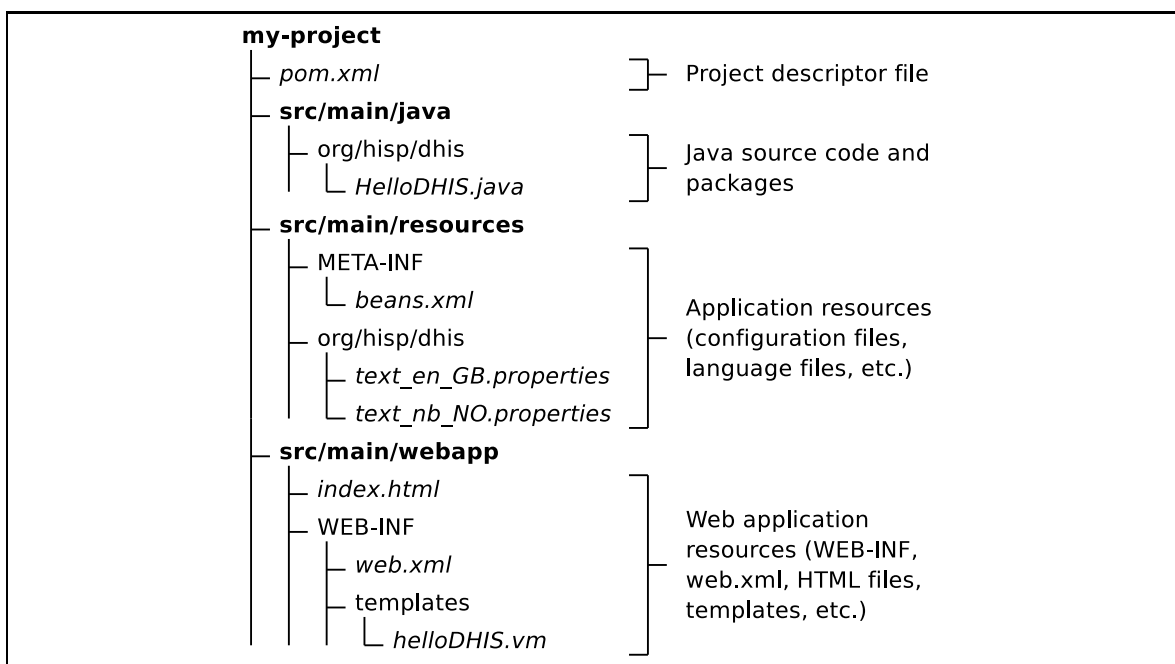 my-project
pom.xml
Project descriptor file
src/main/java
org/hisp/dhis
HelloDHIS.java
Java source code and
packages
src/main/resources
META-INF
beans.xml
org/hisp/dhis
text_en_GB.properties
text_nb_NO.properties
Application resources
(configuration files,
language files, etc.)
src/main/webapp
index.html
WEB-INF
web.xml
templates
helloDHIS.vm
Web application
resources (WEB-INF,
web.xml, HTML files,
templates, etc.)